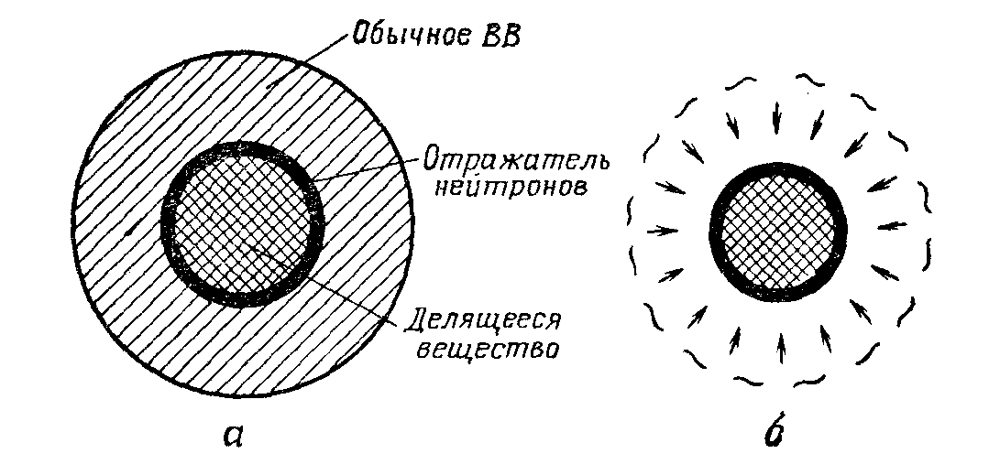 Обычное ВВ
Отражатель
нейтронов
Делящееся
вещество
а
б